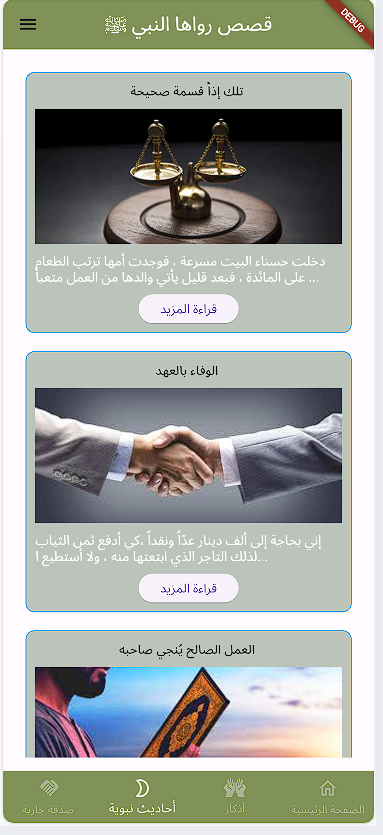 قصص رواها النبي ﷺ
DEBUG
تلك إذاً قسمة صحيحة
دخلت حسناء البيت مسرعة ، فوجدت أمها ترتب الطعام
على المائدة ، فبعد قليل يأتي والدها من العمل متعباً ...
قراءة المزيد
الوفاء بالعهد
إني بحاجة إلى ألف دينار عدّاً ونقداً ،كي أدفع ثمن الثياب
لذلك التاجر الذي ابتعتها منه ، ولا أستطيع ا...
قراءة المزيد
العمل الصالح يُنجي صاحبه
الصفحة الرئيسية
أذكار
أحاديث نبوية
صدقة جارية